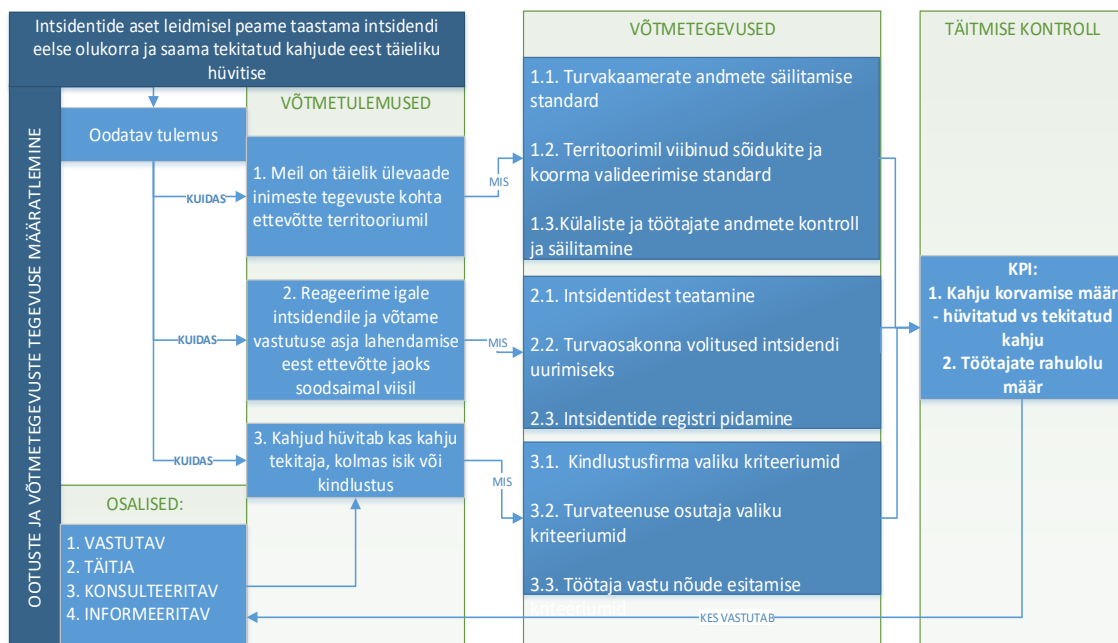 Intsidentide aset leidmisel peame taastama intsidendi
eelse olukorra ja saama tekitatud kahjude eest täieliku
hüvitise
OOTUSTE JA VÕTMETEGEVUSTE TEGEVUSE MÄÄRATLEMINE
Oodatav tulemus
KUIDAS
KUIDAS
KUIDAS
VÕTMETULEMUSED
1. Meil on täielik ülevaade
inimeste tegevuste kohta
ettevõtte territooriumil
2. Reageerime igale
intsidendile ja võtame
vastutuse asja lahendamise
eest ettevõtte jaoks
soodsaimal viisil
3. Kahjud hüvitab kas kahju
tekitaja, kolmas isik või
kindlustus
MIS
MIS
MIS
VÕTMETEGEVUSED
1.1. Turvakaamerate andmete säilitamise
standard
1.2. Territoorimil viibinud sõidukite ja
koorma valideerimise standard
1.3.Külaliste ja töötajate andmete kontroll
ja säilitamine
2.1. Intsidentidest teatamine
2.2. Turvaosakonna volitused intsidendi
uurimiseks
2.3. Intsidentide registri pidamine
3.1. Kindlustusfirma valiku kriteeriumid
3.2. Turvateenuse osutaja valiku
kriteeriumid
3.3. Töötaja vastu nõude esitamise
kriteeriumid
TÄITMISE KONTROLL
KPI:
1. Kahju korvamise määr
- hüvitatud vs tekitatud
kahju
2. Töötajate rahulolu
määr
OSALISED:
1. VASTUTAV
2. TÄITJA
3. KONSULTEERITAV
4. INFORMEERITAV
KES VASTUTAB